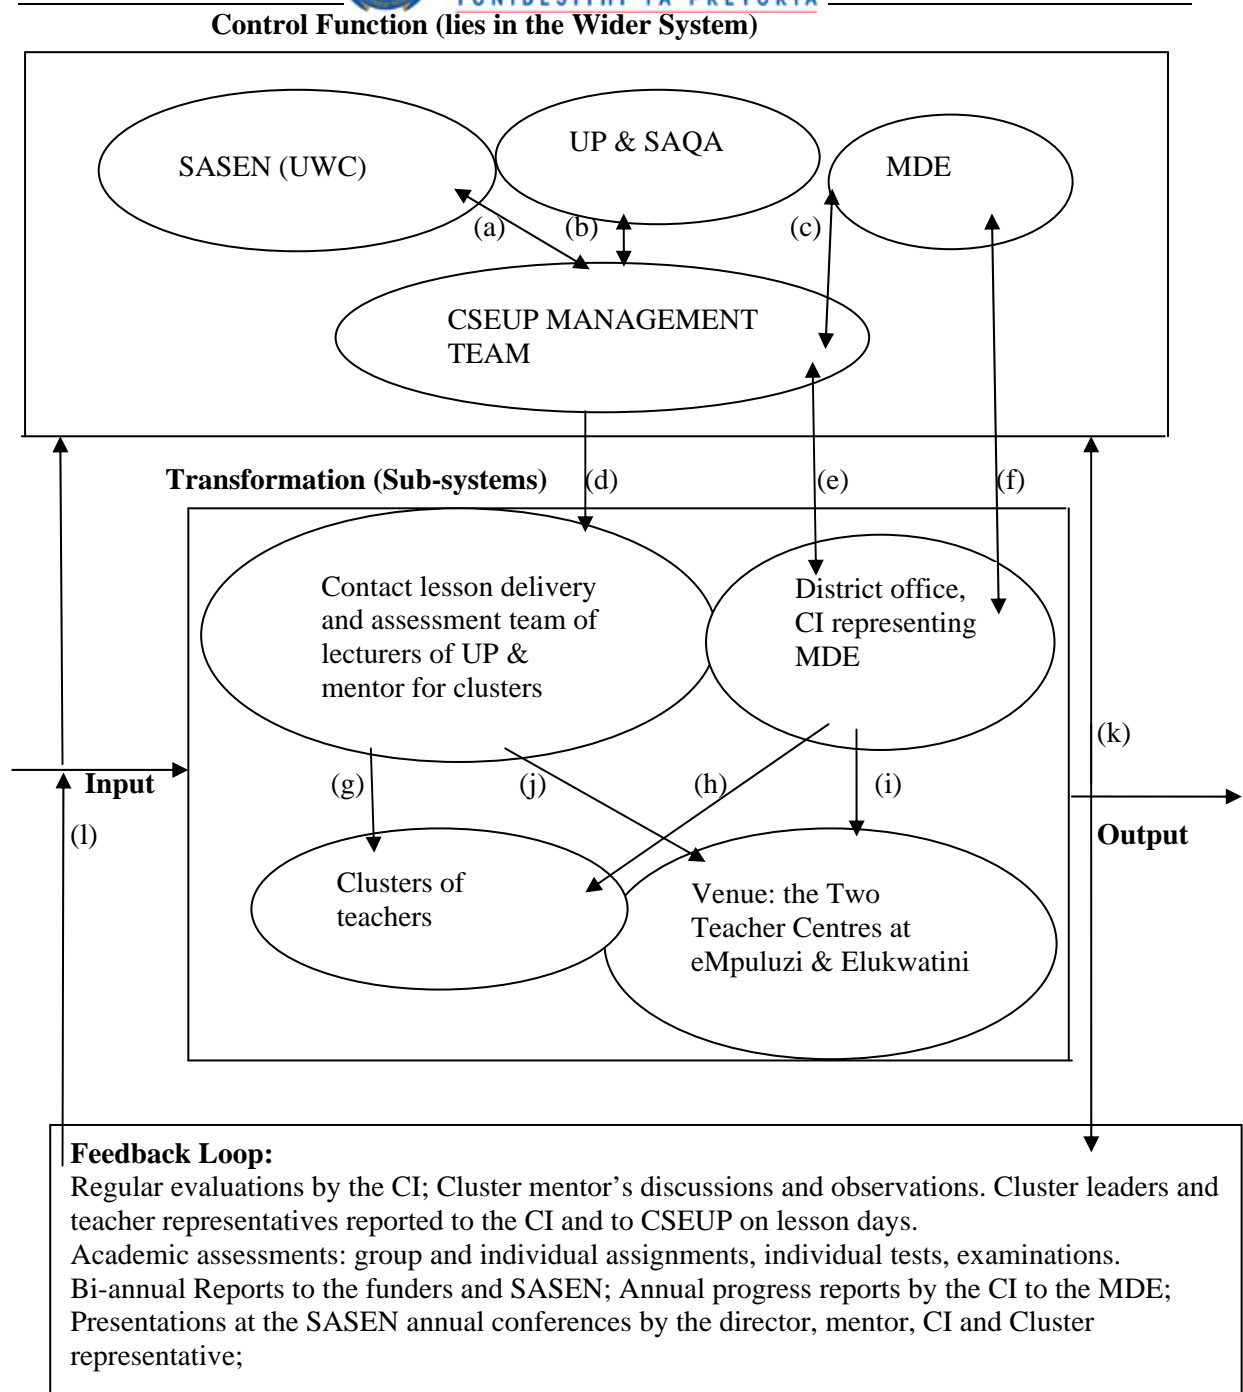 YUNIBESITHI YA PRETORIA
Control Function (lies in the Wider System)
SASEN (UWC)
UP & SAQA
MDE
(a)
(b)
(c)
CSEUP MANAGEMENT
TEAM
Transformation (Sub-systems)
(d)
(e)
(f)
Contact lesson delivery
and assessment team of
lecturers of UP &
mentor for clusters
District office,
CI representing
MDE
(k)
Input
(g)
(j)
(h)
(i)
(l)
Output
Clusters of
teachers
Venue: the Two
Teacher Centres at
eMpuluzi & Elukwatini
Feedback Loop:
Regular evaluations by the CI; Cluster mentor’s discussions and observations. Cluster leaders and
teacher representatives reported to the CI and to CSEUP on lesson days.
Academic assessments: group and individual assignments, individual tests, examinations.
Bi-annual Reports to the funders and SASEN; Annual progress reports by the CI to the MDE;
Presentations at the SASEN annual conferences by the director, mentor, CI and Cluster
representative;